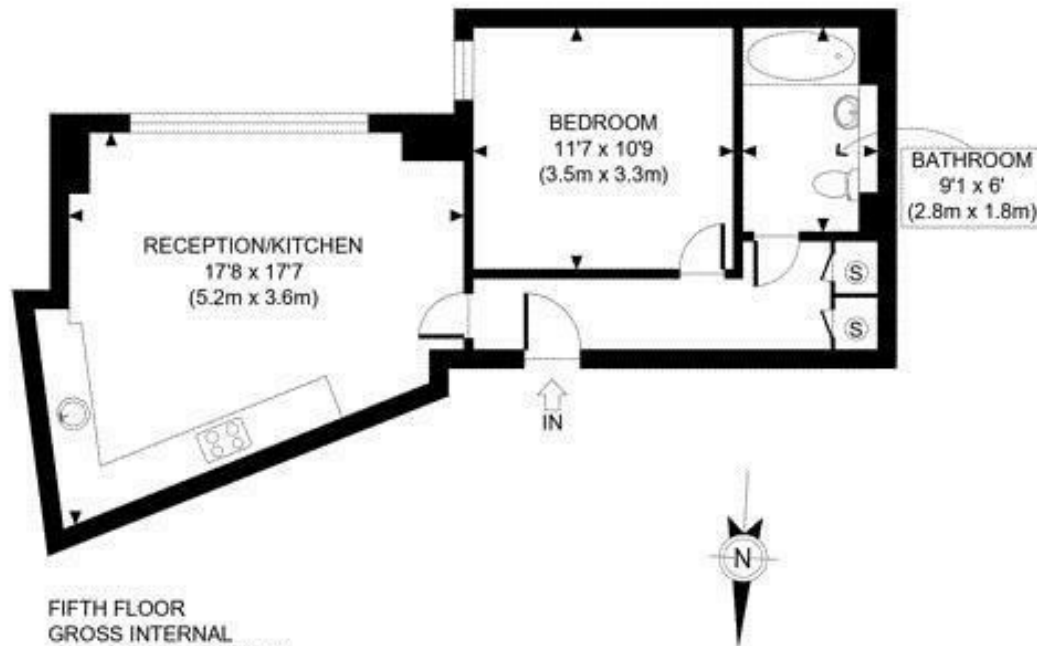 BEDROOM
11'7 x 10'9
(3.5m x 3.3m)
BATHROOM
9'1 x 6'
(2.8m x 1.8m)
RECEPTION/KITCHEN
17'8 x 17'7
(5.2m x 3.6m)
S
S
IN
N
FIFTH FLOOR
GROSS INTERNAL